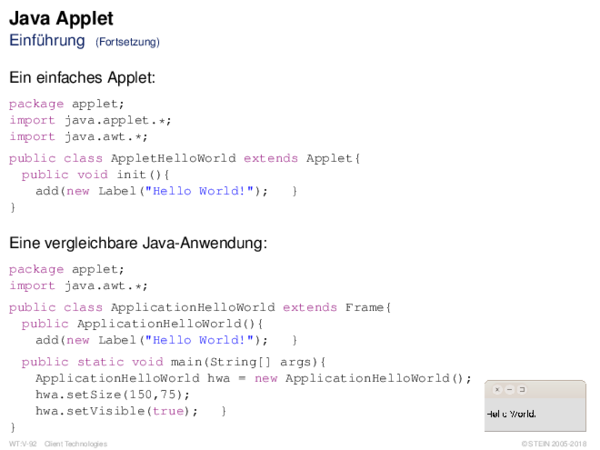 Java Applet
Einführung (Fortsetzung)
Ein einfaches Applet:
package applet;
import java.applet.*;
import java.awt.*;
public class AppletHelloWorld extends Applet{
public void init(){
add(new Label("Hello World!"); }
}
Eine vergleichbare Java-Anwendung:
package applet;
import java.awt.*;
public class ApplicationHelloWorld extends Frame{
public ApplicationHelloWorld(){
add(new Label("Hello World!"); }
public static void main(String[] args){
ApplicationHelloWorld hwa = new ApplicationHelloWorld();
hwa.setSize(150,75);
hwa.setVisible(true); }
}
Hello World.
WT:V-92 Client Technologies
© STEIN 2005-2018